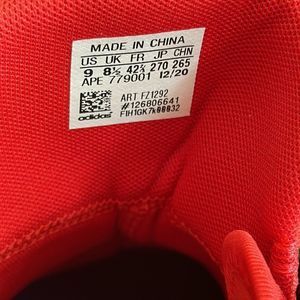 MADE IN CHINA
US UK FR JP CHN
9 8½ 42⅔ 270 265
APE 779001 12/20
ART FZ1292
#126806641
adidas